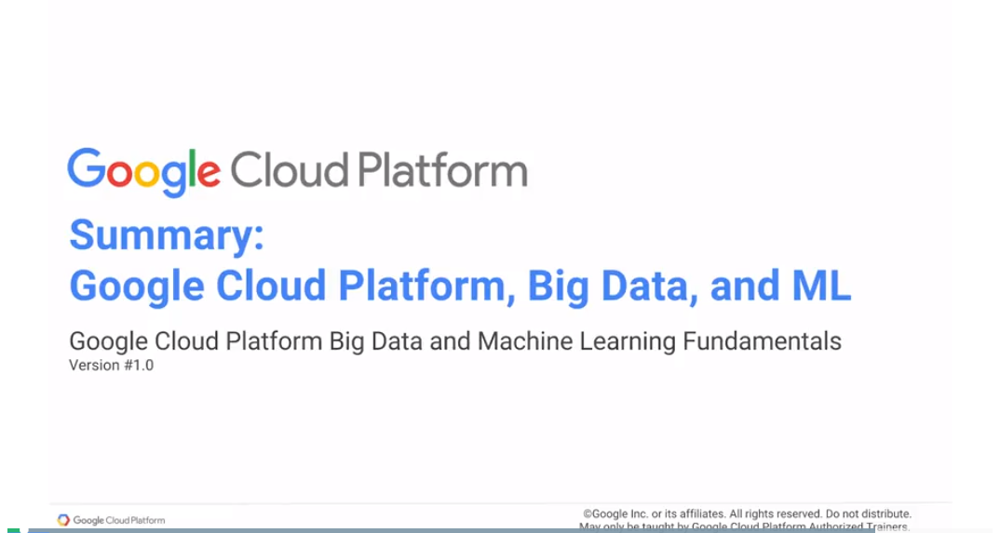 Google Cloud Platform
Summary:
Google Cloud Platform, Big Data, and ML
Google Cloud Platform Big Data and Machine Learning Fundamentals
Version #1.0
Google Cloud Platform
©Google Inc. or its affiliates. All rights reserved. Do not distribute.
May only be taught by Google Cloud Platform Authorized Trainers.